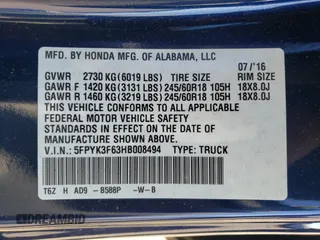 MFD. BY HONDA MFG. OF ALABAMA, LLC
07/'16
GVWR 2730 KG(6019 LBS) TIRE SIZE RIM SIZE
GAWR F 1420 KG(3131 LBS)245/60R18 105H 18X8.0J
GAWR R 1460 KG(3219 LBS)245/60R18 105H 18X8.0J
THIS VEHICLE CONFORMS TO ALL APPLICABLE
FEDERAL MOTOR VEHICLE SAFETY
STANDARDS IN EFFECT ON THE DATE OF
MANUFACTURE SHOWN ABOVE.
V.I.N.: 5FPYK3F63HB008494 TYPE: TRUCK
T6Z H AD9 - B588P -W-B
DREAMBID